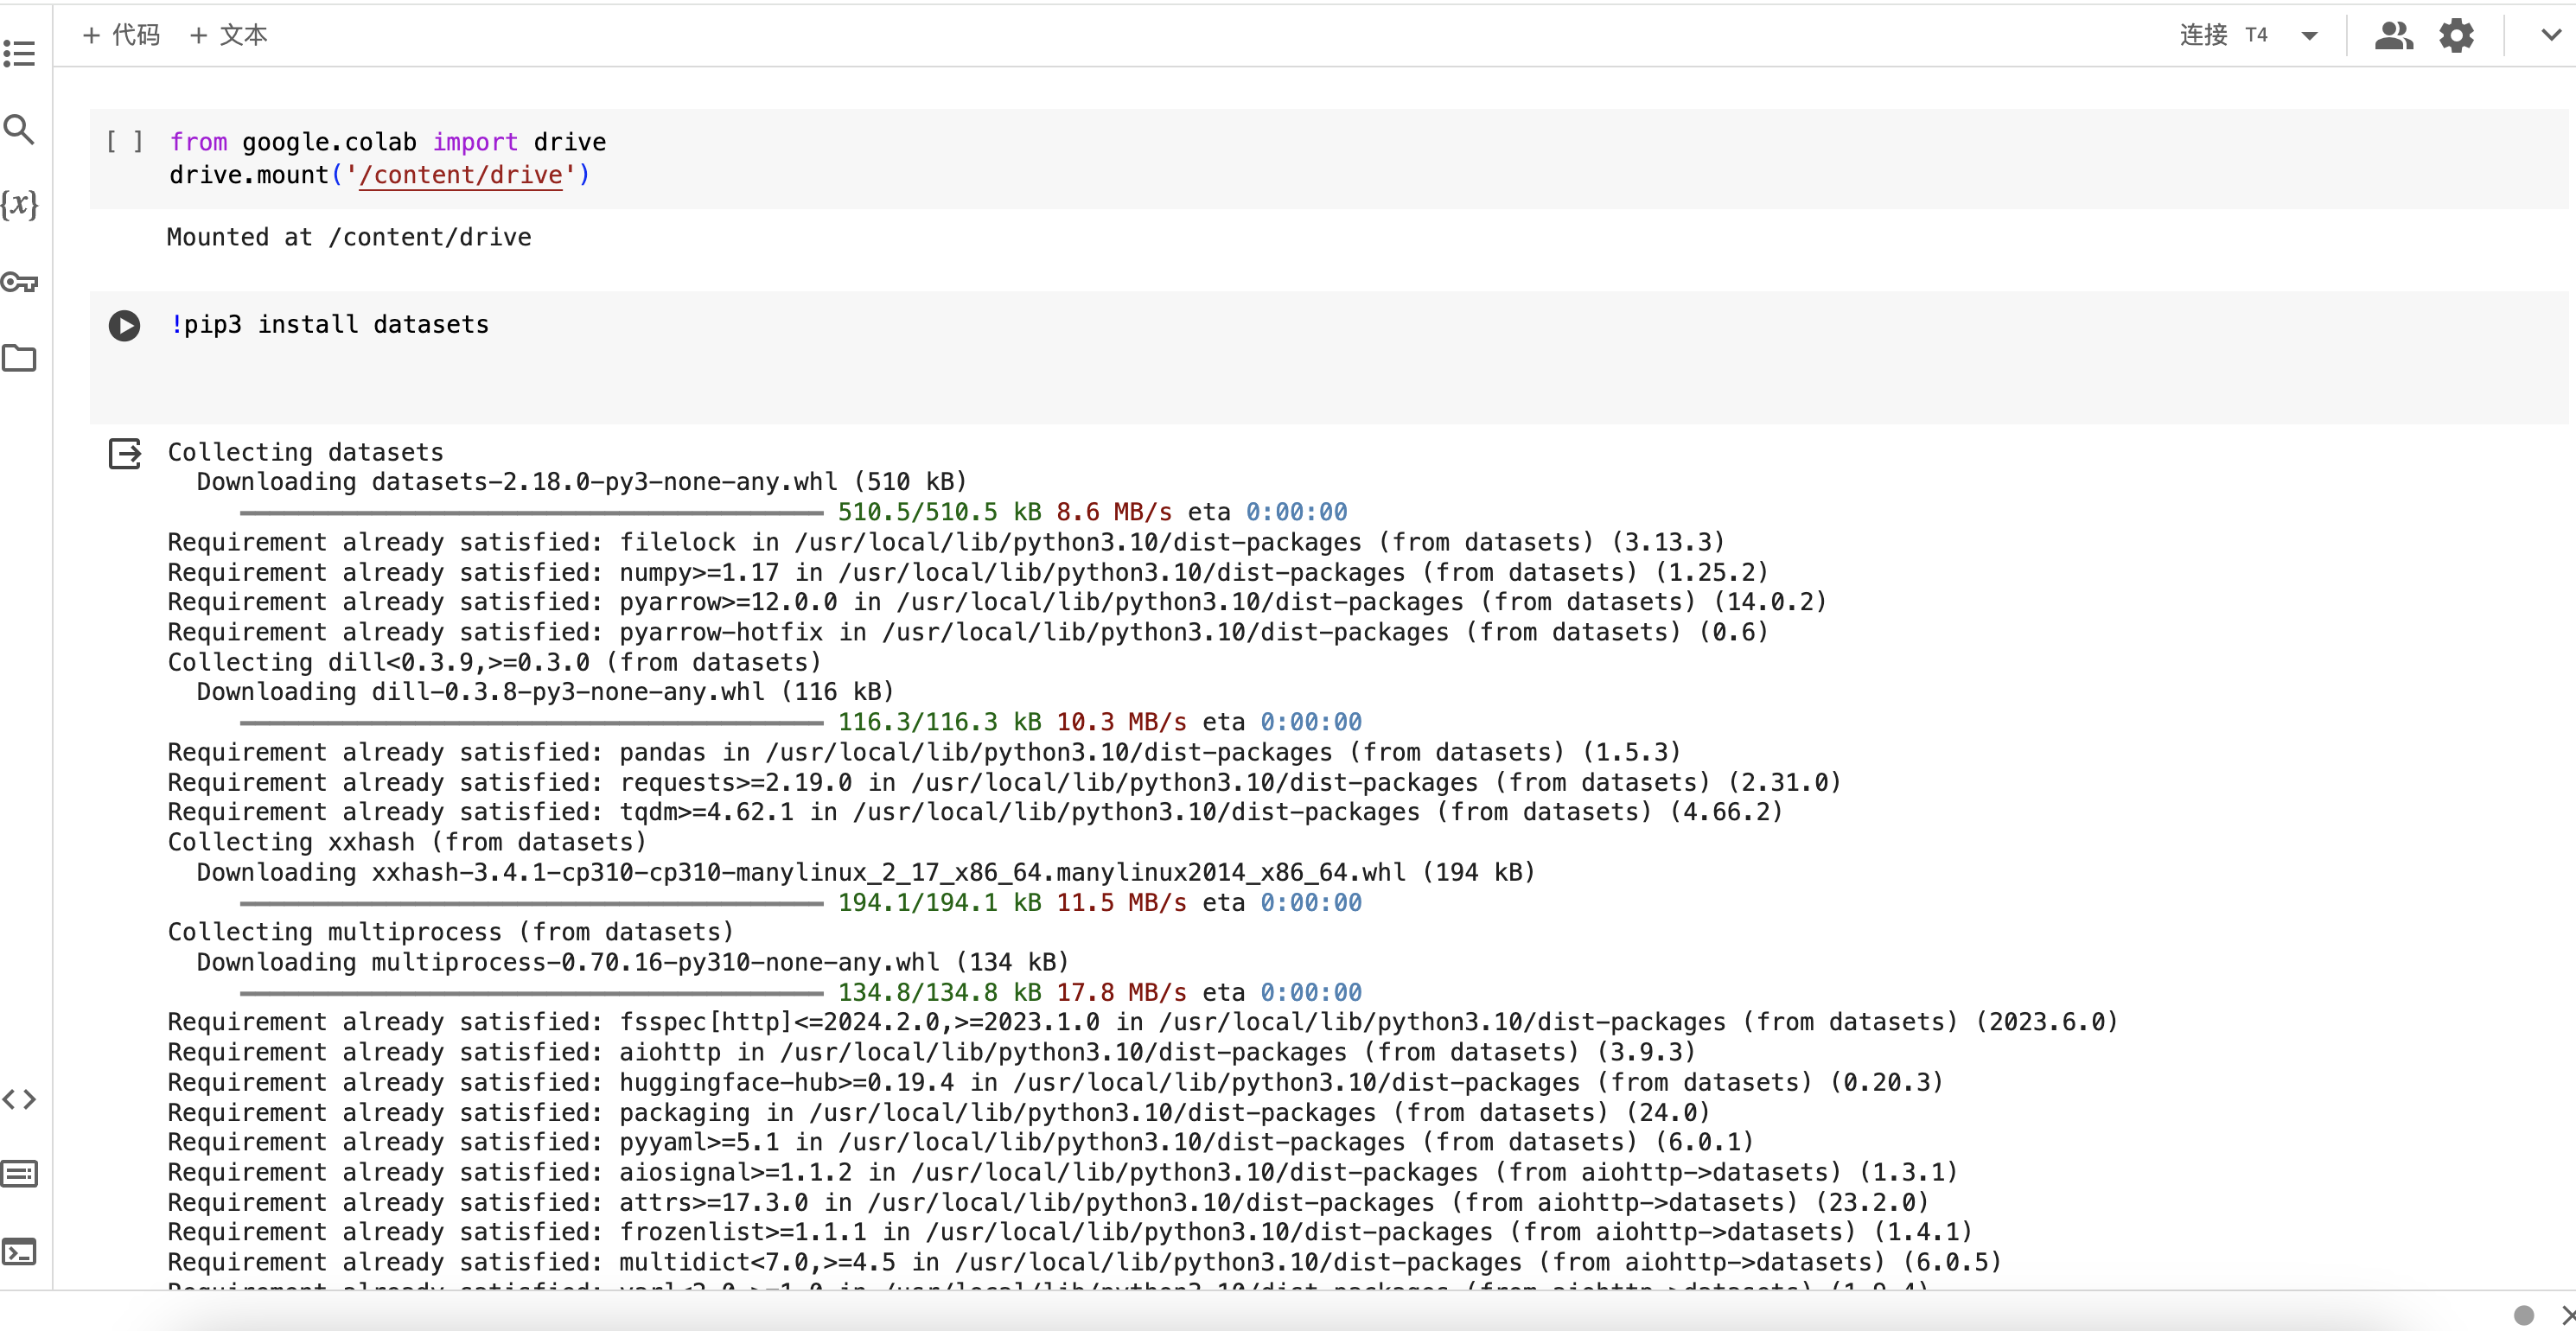 + 代码 + 文本 连接 T4
[ ] from google.colab import drive
drive.mount('/content/drive')
Mounted at /content/drive
{x}
!pip3 install datasets
Collecting datasets
Downloading datasets-2.18.0-py3-none-any.whl (510 kB)
510.5/510.5 kB 8.6 MB/s eta 0:00:00
Requirement already satisfied: filelock in /usr/local/lib/python3.10/dist-packages (from datasets) (3.13.3)
Requirement already satisfied: numpy>=1.17 in /usr/local/lib/python3.10/dist-packages (from datasets) (1.25.2)
Requirement already satisfied: pyarrow>=12.0.0 in /usr/local/lib/python3.10/dist-packages (from datasets) (14.0.2)
Requirement already satisfied: pyarrow-hotfix in /usr/local/lib/python3.10/dist-packages (from datasets) (0.6)
Collecting dill<0.3.9,>=0.3.0 (from datasets)
Downloading dill-0.3.8-py3-none-any.whl (116 kB)
116.3/116.3 kB 10.3 MB/s eta 0:00:00
Requirement already satisfied: pandas in /usr/local/lib/python3.10/dist-packages (from datasets) (1.5.3)
Requirement already satisfied: requests>=2.19.0 in /usr/local/lib/python3.10/dist-packages (from datasets) (2.31.0)
Requirement already satisfied: tqdm>=4.62.1 in /usr/local/lib/python3.10/dist-packages (from datasets) (4.66.2)
Collecting xxhash (from datasets)
Downloading xxhash-3.4.1-cp310-cp310-manylinux_2_17_x86_64.manylinux2014_x86_64.whl (194 kB)
194.1/194.1 kB 11.5 MB/s eta 0:00:00
Collecting multiprocess (from datasets)
Downloading multiprocess-0.70.16-py310-none-any.whl (134 kB)
134.8/134.8 kB 17.8 MB/s eta 0:00:00
Requirement already satisfied: fsspec[http]<=2024.2.0,>=2023.1.0 in /usr/local/lib/python3.10/dist-packages (from datasets) (2023.6.0)
Requirement already satisfied: aiohttp in /usr/local/lib/python3.10/dist-packages (from datasets) (3.9.3)
Requirement already satisfied: huggingface-hub>=0.19.4 in /usr/local/lib/python3.10/dist-packages (from datasets) (0.20.3)
Requirement already satisfied: packaging in /usr/local/lib/python3.10/dist-packages (from datasets) (24.0)
Requirement already satisfied: pyyaml>=5.1 in /usr/local/lib/python3.10/dist-packages (from datasets) (6.0.1)
Requirement already satisfied: aiosignal>=1.1.2 in /usr/local/lib/python3.10/dist-packages (from aiohttp->datasets) (1.3.1)
Requirement already satisfied: attrs>=17.3.0 in /usr/local/lib/python3.10/dist-packages (from aiohttp->datasets) (23.2.0)
Requirement already satisfied: frozenlist>=1.1.1 in /usr/local/lib/python3.10/dist-packages (from aiohttp->datasets) (1.4.1)
Requirement already satisfied: multidict<7.0,>=4.5 in /usr/local/lib/python3.10/dist-packages (from aiohttp->datasets) (6.0.5)
Requirement already satisfied: yarl<2.0,>=1.0 in /usr/local/lib/python3.10/dist-packages (from aiohttp->datasets) (1.9.4)